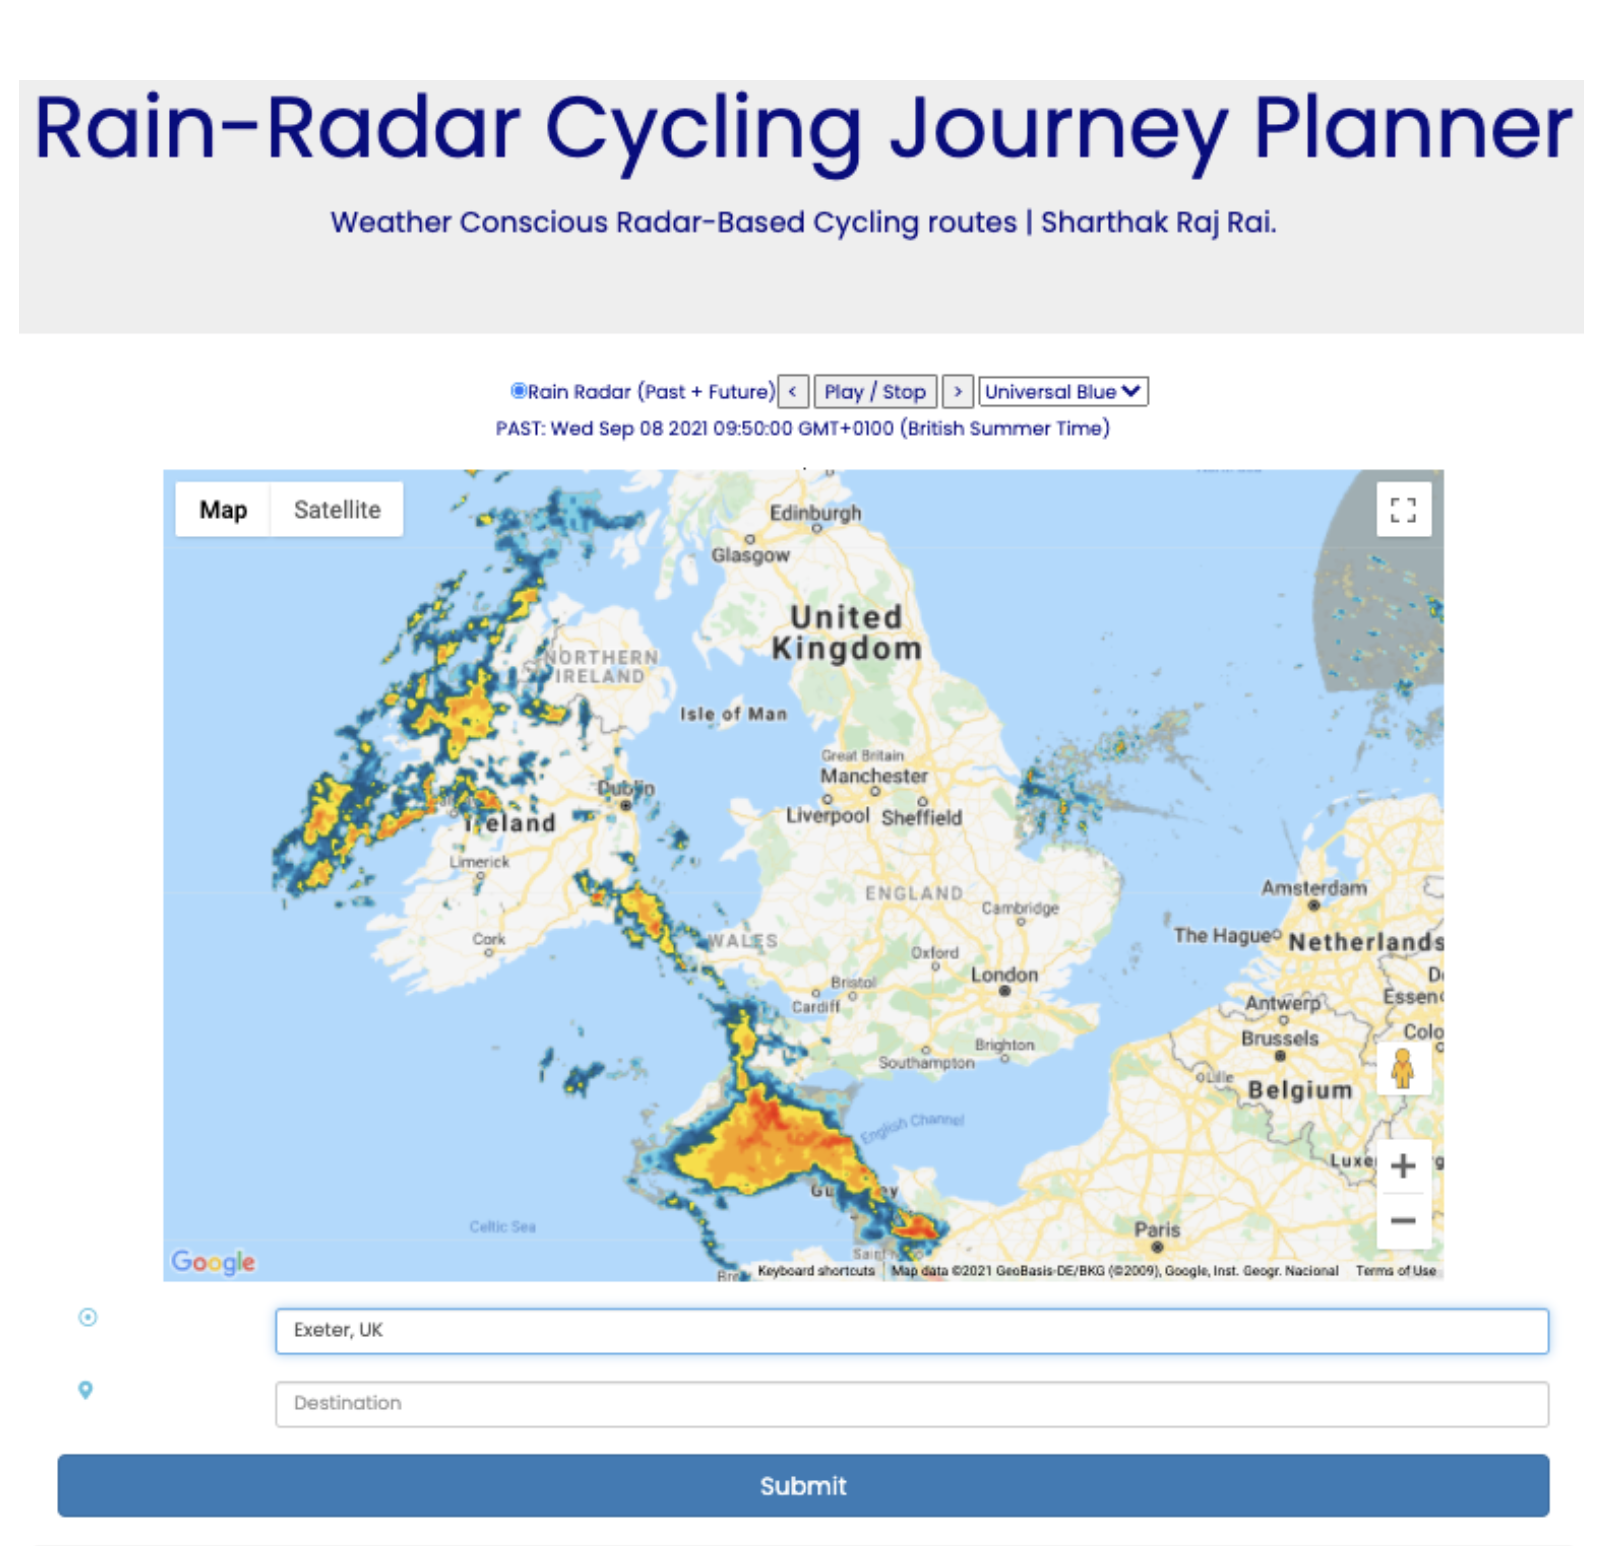 Rain-Radar Cycling Journey Planner
Weather Conscious Radar-Based Cycling routes | Sharthak Raj Rai.
Rain Radar (Past + Future) < Play / Stop > Universal Blue
PAST: Wed Sep 08 2021 09:50:00 GMT+0100 (British Summer Time)
Map Satellite
Edinburgh
Glasgow
United
Kingdom
NORTHERN
IRELAND
Isle of Man
Great Britain
Manchester
Dublin
Liverpool Sheffield
Ireland
Limerick
ENGLAND
Amsterdam
Cambridge
The Hague
Netherlands
Cork
WALES
Oxford
London
Bristol
Cardiff
Antwerp
Essen
Brussels
Colo
Brighton
Southampton
Lille
Belgium
English Channel
Luxe
Celtic Sea
Paris
Google
Keyboard shortcuts Map data ©2021 GeoBasis-DE/BKG (©2009), Google, Inst. Geogr. Nacional Terms of Use
Exeter, UK
Destination
Submit